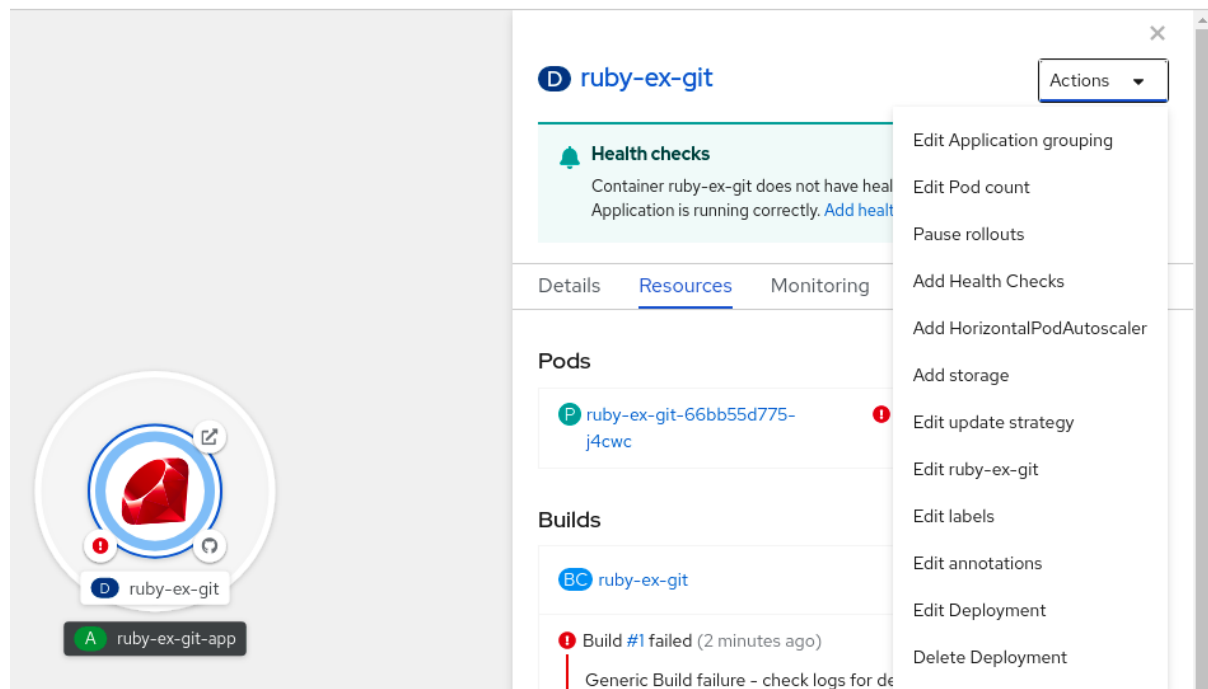 D ruby-ex-git
Actions
Health checks
Container ruby-ex-git does not have
Application is running correctly. Add
Details Resources Monitoring
Pods
P ruby-ex-git-66bb55d775-
j4cwc
Builds
BC ruby-ex-git
Build #1 failed (2 minutes ago)
Generic Build failure - check logs for
Edit Application grouping
Edit Pod count
Pause rollouts
Add Health Checks
Add HorizontalPodAutoscaler
Add storage
Edit update strategy
Edit ruby-ex-git
Edit labels
Edit annotations
Edit Deployment
Delete Deployment
D ruby-ex-git
A ruby-ex-git-app